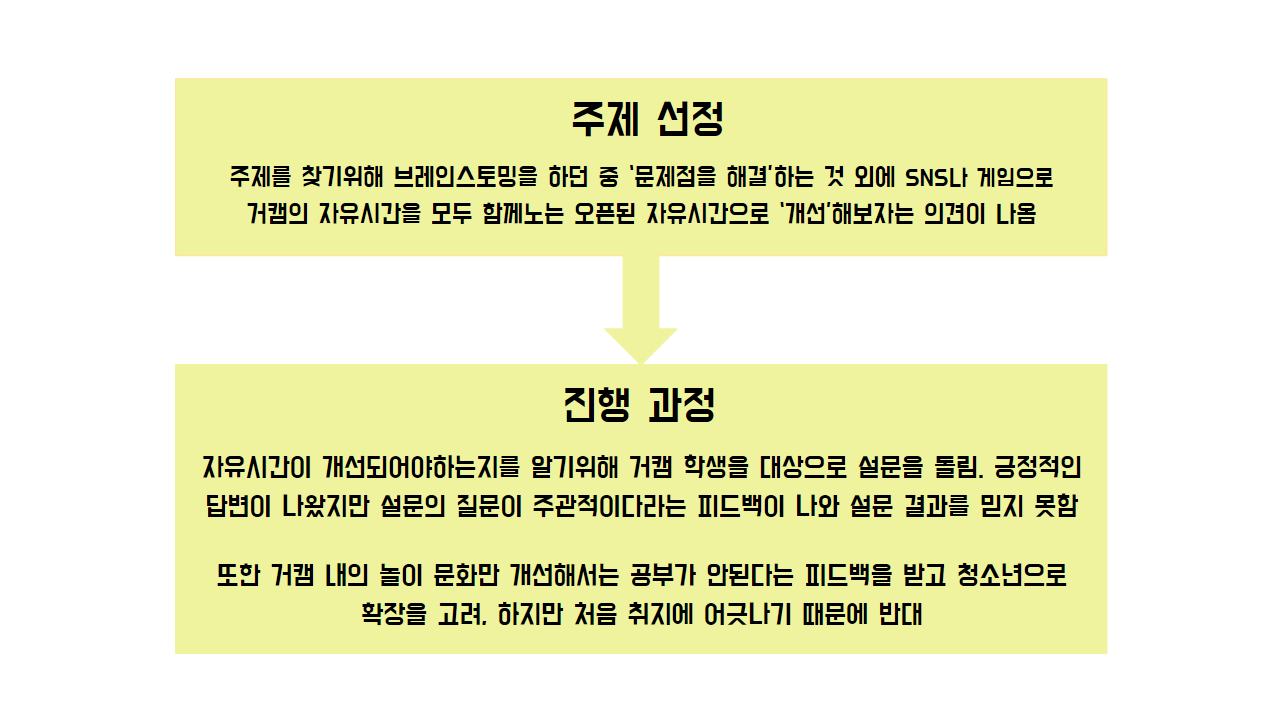 주제 선정
주제를 찾기위해 브레인스토밍을 하던 중 '문제점을 해결'하는 것 외에 SNS나 게임으로
거캠의 자유시간을 모두 함께노는 오픈된 자유시간으로 '개선'해보자는 의견이 나옴
진행 과정
자유시간이 개선되어야하는지를 알기위해 거캠 학생을 대상으로 설문을 돌림. 긍정적인
답변이 나왔지만 설문의 질문이 주관적이다라는 피드백이 나와 설문 결과를 믿지 못함
또한 거캠 내의 놀이 문화만 개선해서는 공부가 안된다는 피드백을 받고 청소년으로
확장을 고려. 하지만 처음 취지에 어긋나기 때문에 반대